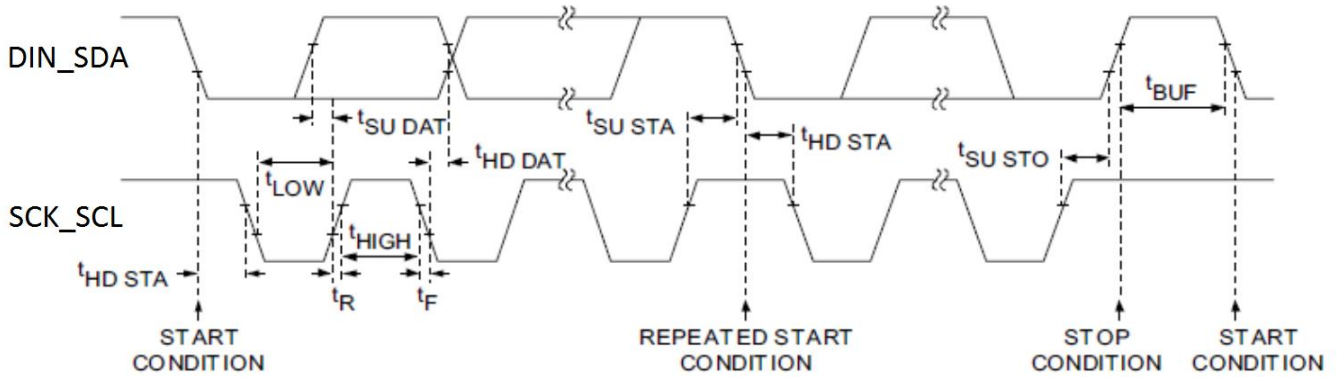 DIN_SDA
tBUF
tSU DAT
tSU STA
tHD STA
tHD DAT
tSU STO
tLOW
SCK_SCL
tHIGH
tHD STA
tR
tF
START
CONDITION
REPEATED START
CONDITION
STOP
CONDITION
START
CONDITION